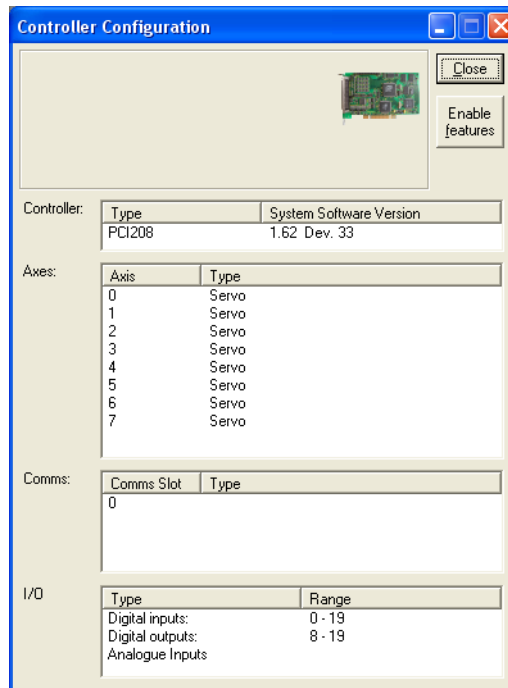 Controller Configuration
Close
Enable
features
Controller:
Type System Software Version
PCI208 1.62 Dev. 33
Axes:
Axis Type
0 Servo
1 Servo
2 Servo
3 Servo
4 Servo
5 Servo
6 Servo
7 Servo
Comms:
Comms Slot Type
0
I/O
Type Range
Digital inputs: 0 - 19
Digital outputs: 8 - 19
Analogue Inputs